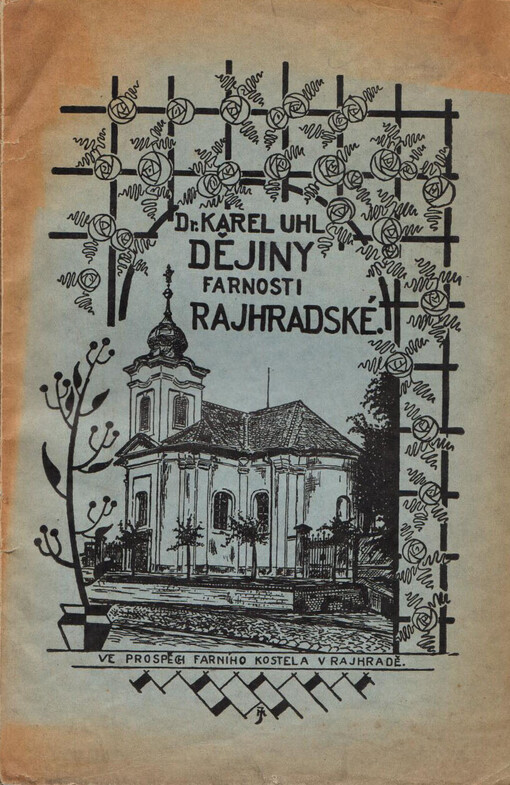 Dr. KAREL UHL
DĚJINY
FARNOSTI
RAJHRADSKÉ.
VE PROSPĚCH FARNÍHO KOSTELA V RAJHRADĚ.